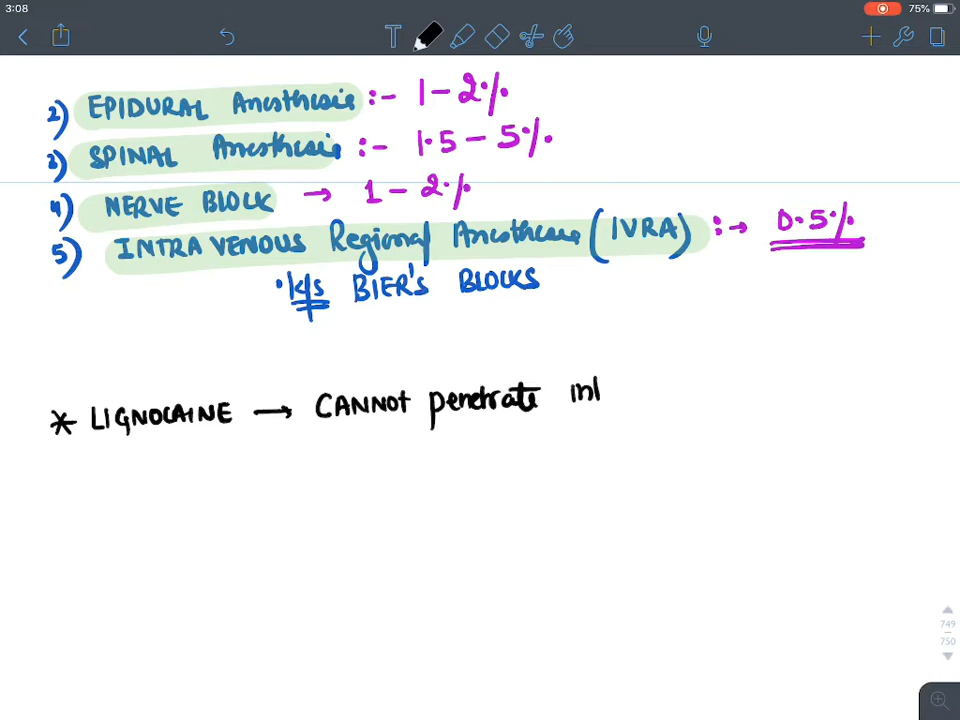 3:08
75%
T
2) EPIDURAL Anesthesia :- 1-2%
3) SPINAL Anesthesia :- 1.5-5%
4) NERVE BLOCK → 1-2%
5) INTRAVENOUS Regional Anesthesia (IVRA) :→ 0.5%
k/s BIER'S BLOCKS
* LIGNOCAINE → CANNOT penetrate
749
750